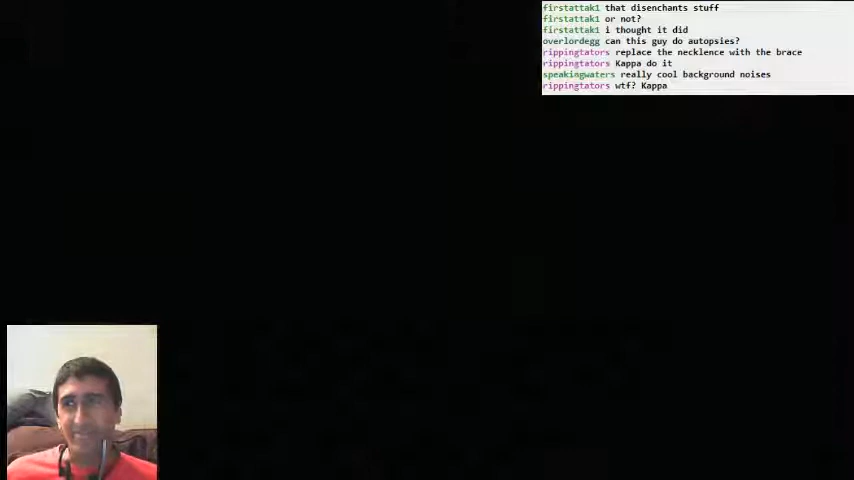 firstattak1 that disenchants stuff
firstattak1 or not?
firstattak1 i thought it did
overlordegg can this guy do autopsies?
rippingtators replace the necklence with the brace
rippingtators Kappa do it
speakingwaters really cool background noises
rippingtators wtf? Kappa